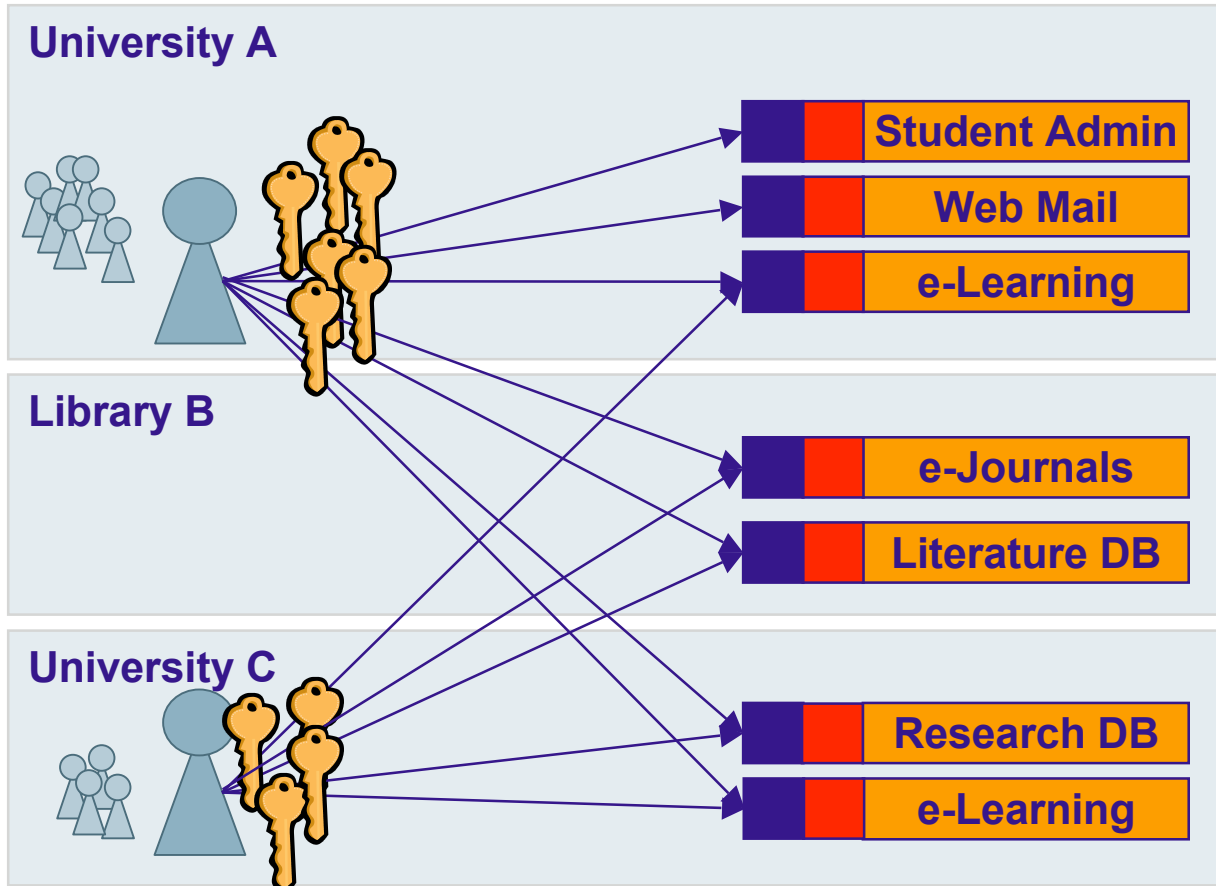 University A
Student Admin
Web Mail
e-Learning
Library B
e-Journals
Literature DB
University C
Research DB
e-Learning